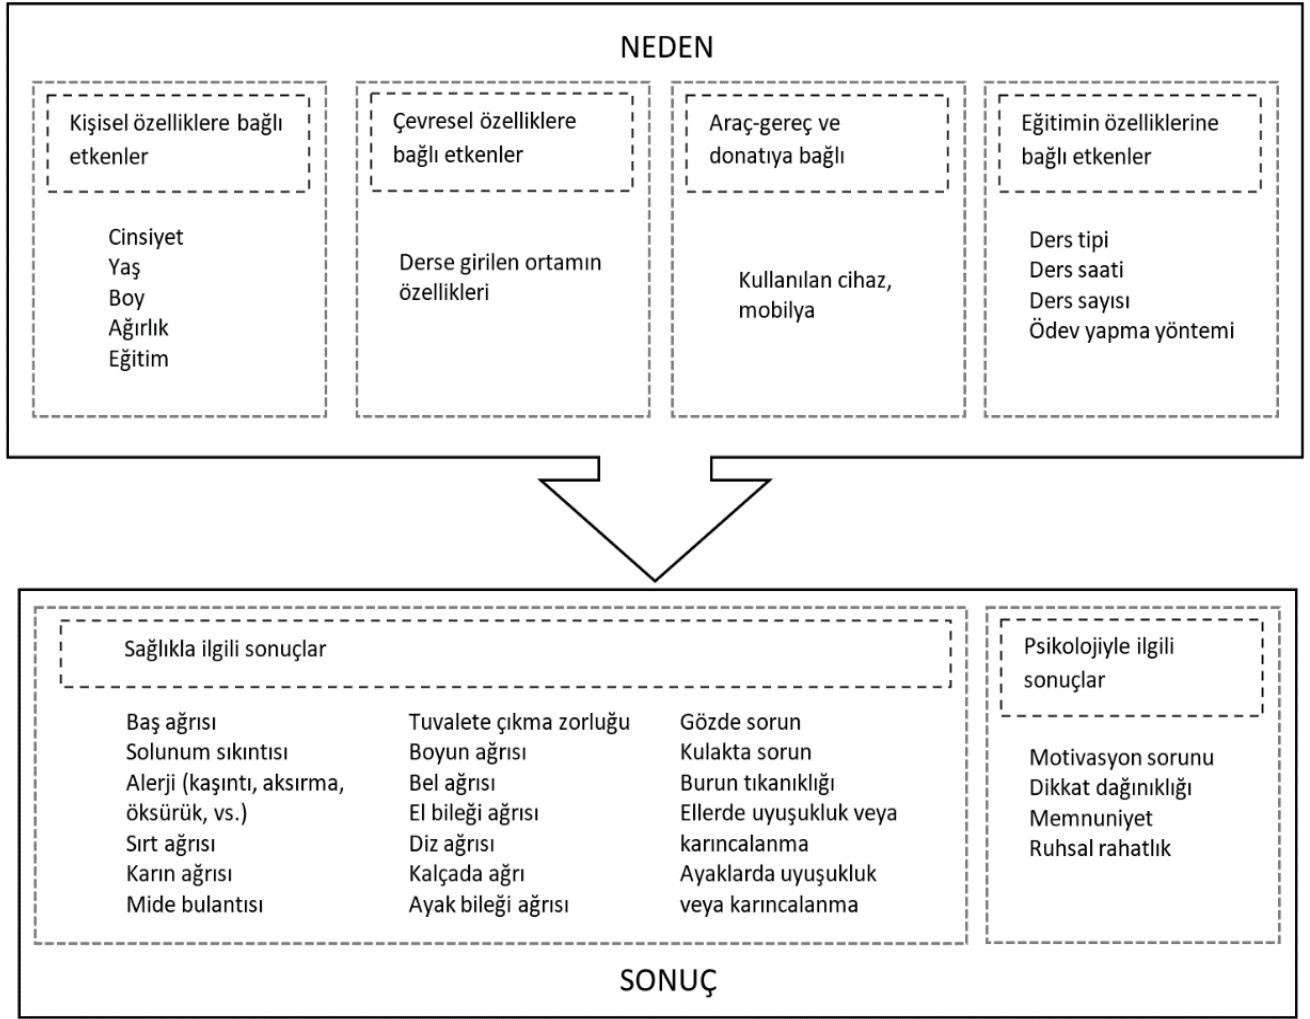 NEDEN
Kişisel özelliklere bağlı
etkenler
Cinsiyet
Yaş
Boy
Ağırlık
Eğitim
Çevresel özelliklere
bağlı etkenler
Derse girilen ortamın
özellikleri
Araç-gereç ve
donatıya bağlı
Kullanılan cihaz,
mobilya
Eğitimin özelliklerine
bağlı etkenler
Ders tipi
Ders saati
Ders sayısı
Ödev yapma yöntemi
Sağlıkla ilgili sonuçlar
Baş ağrısı
Solunum sıkıntısı
Alerji (kaşıntı, aksırma,
öksürük, vs.)
Sırt ağrısı
Karın ağrısı
Mide bulantısı
Tuvalete çıkma zorluğu
Boyun ağrısı
Bel ağrısı
El bileği ağrısı
Diz ağrısı
Kalçada ağrı
Ayak bileği ağrısı
Gözde sorun
Kulakta sorun
Burun tıkanıklığı
Ellerde uyuşukluk veya
karıncalanma
Ayaklarda uyuşukluk
veya karıncalanma
Psikolojiyle ilgili
sonuçlar
Motivasyon sorunu
Dikkat dağınıklığı
Memnuniyet
Ruhsal rahatlık
SONUÇ